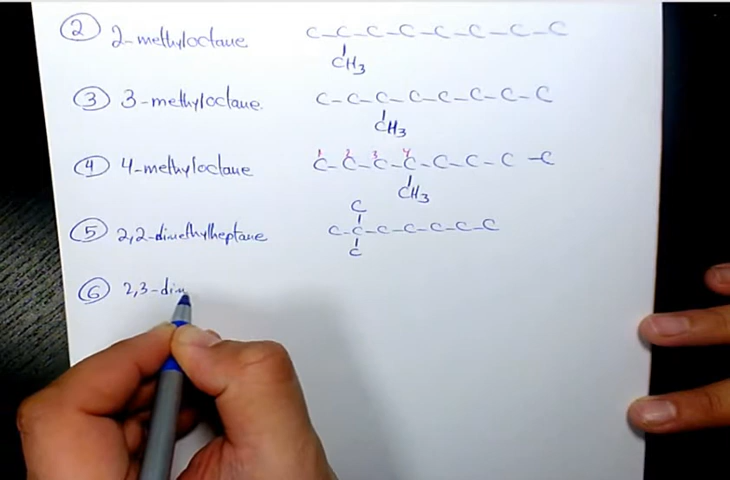 2 2-methyloctane C-C-C-C-C-C-C-C-C
CH3
3 3-methyloctane C-C-C-C-C-C-C-C
CH3
1 2 3 4
4 4-methyloctane C-C-C-C-C-C-C-C
CH3
C
5 2,2-dimethylheptane C-C-C-C-C-C-C
C
6 2,3-dim